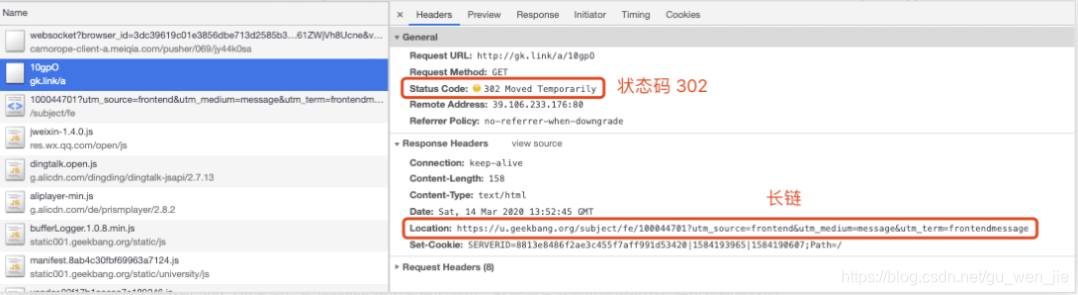 Name
websocket?browser_id=3dc39619c01e3856dbe713d2585b3…61ZW|Vh8Ucne&v…
camorope-client-a.meiqia.com/pusher/069/jy44k0sa
10gpO
gk.link/a
100044701?utm_source=frontend&utm_medium=message&utm_term=frontendm…
/subject/fe
jweixin-1.4.0.js
res.wx.qq.com/open/js
dingtalk.open.js
g.alicdn.com/dingding/dingtalk-jsapi/2.7.13
aliplayer-min.js
g.alicdn.com/de/prismplayer/2.8.2
bufferLogger.1.0.8.min.js
static001.geekbang.org/static/js
manifest.8ab4c30fbf69963a7124.js
static001.geekbang.org/static/university/js
× Headers Preview Response Initiator Timing Cookies
▼ General
Request URL: http://gk.link/a/10gpO
Request Method: GET
Status Code: 302 Moved Temporarily
状态码 302
Remote Address: 39.106.233.176:80
Referrer Policy: no-referrer-when-downgrade
▼ Response Headers view source
Connection: keep-alive
Content-Length: 158
Content-Type: text/html
长链
Date: Sat, 14 Mar 2020 13:52:45 GMT
Location: https://u.geekbang.org/subject/fe/100044701?utm_source=frontend&utm_medium=message&utm_term=frontendmessage
Set-Cookie: SERVERID=8813e8486f2ae3c455f7aff991d53420|1584193965|1584190607;Path=/
▶ Request Headers (8)
https://blog.csdn.net/gu_wen_jie